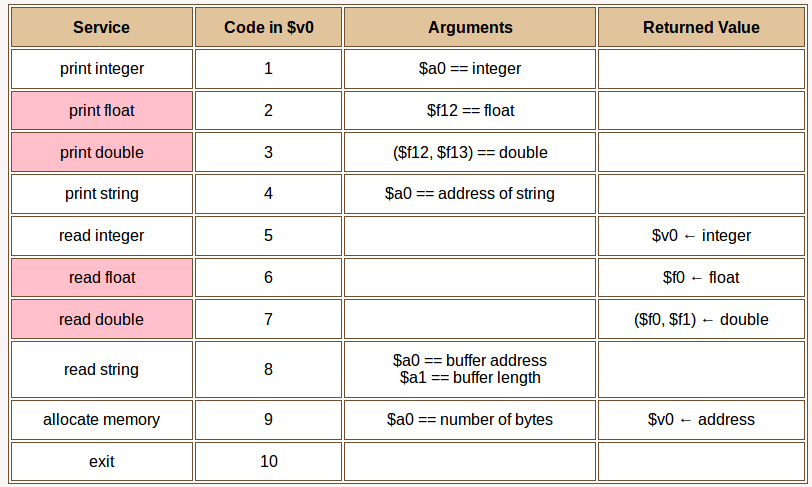 Service Code in $v0 Arguments Returned Value
print integer 1 $a0 == integer
print float 2 $f12 == float
print double 3 ($f12, $f13) == double
print string 4 $a0 == address of string
read integer 5 $v0 ← integer
read float 6 $f0 ← float
read double 7 ($f0, $f1) ← double
read string 8 $a0 == buffer address
$a1 == buffer length
allocate memory 9 $a0 == number of bytes $v0 ← address
exit 10